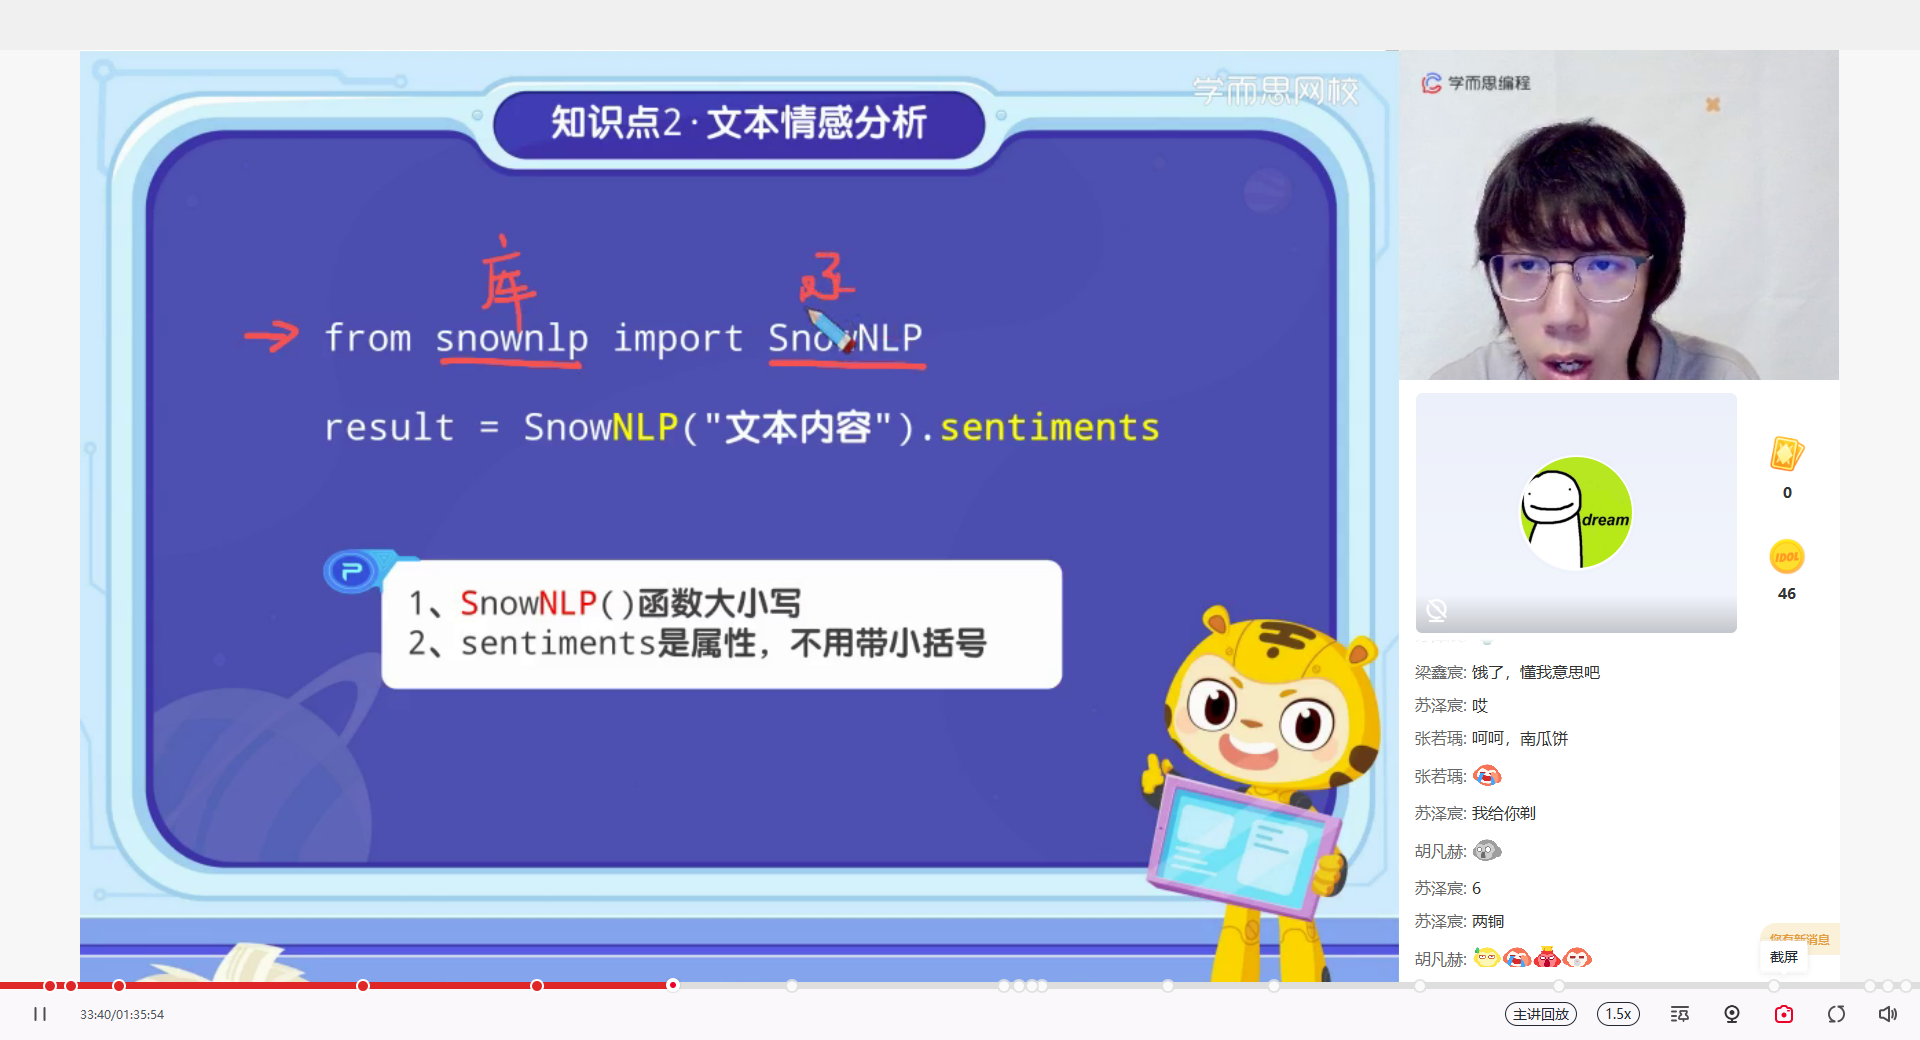 学而思网校
知识点2·文本情感分析
库
from snownlp import SnowNLP
result = SnowNLP("文本内容").sentiments
1、SnowNLP()函数大小写
2、sentiments是属性，不用带小括号
学而思编程
dream
0
IDOL
46
梁鑫宸: 饿了，懂我意思吧
苏泽宸: 哎
张若瑀: 呵呵，南瓜饼
张若瑀:
苏泽宸: 我给你剃
胡凡赫:
苏泽宸: 6
苏泽宸: 两铜
胡凡赫:
您有新消息
截屏
33:40/01:35:54
主讲回放
1.5x